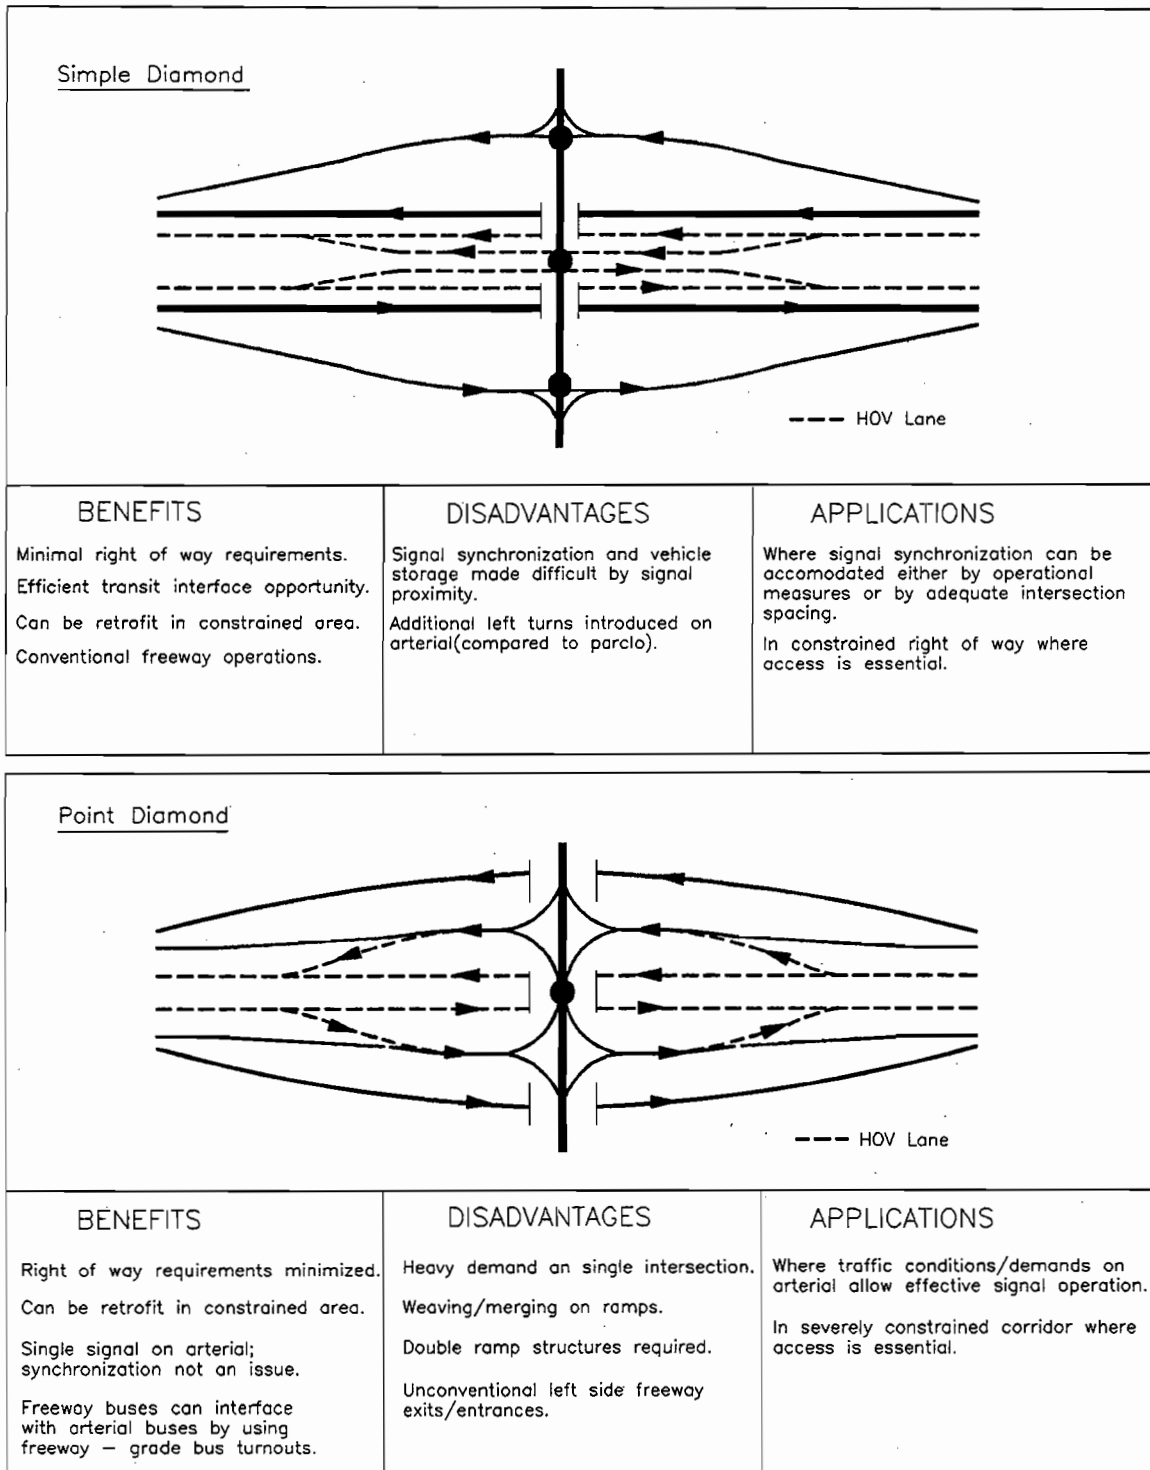 Simple Diamond
HOV Lane
BENEFITS
Minimal right of way requirements.
Efficient transit interface opportunity.
Can be retrofit in constrained area.
Conventional freeway operations.
DISADVANTAGES
Signal synchronization and vehicle
storage made difficult by signal
proximity.
Additional left turns introduced on
arterial(compared to parclo).
APPLICATIONS
Where signal synchronization can be
accomodated either by operational
measures or by adequate intersection
spacing.
In constrained right of way where
access is essential.
Point Diamond
HOV Lane
BENEFITS
Right of way requirements minimized.
Can be retrofit in constrained area.
Single signal on arterial;
synchronization not an issue.
Freeway buses can interface
with arterial buses by using
freeway – grade bus turnouts.
DISADVANTAGES
Heavy demand an single intersection.
Weaving/merging on ramps.
Double ramp structures required.
Unconventional left side freeway
exits/entrances.
APPLICATIONS
Where traffic conditions/demands on
arterial allow effective signal operation.
In severely constrained corridor where
access is essential.